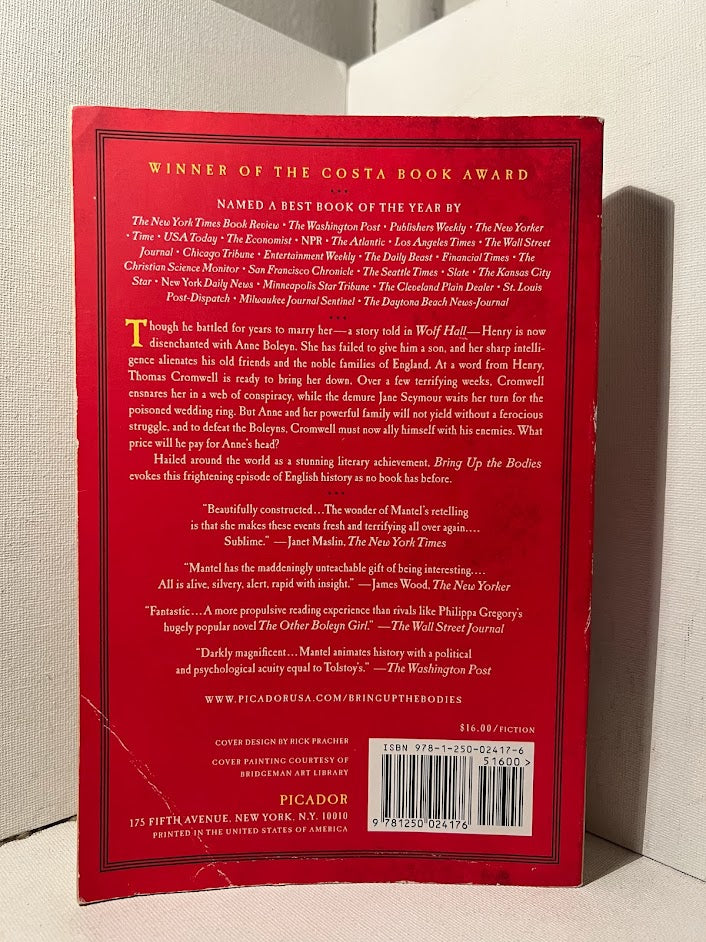 WINNER OF THE COSTA BOOK AWARD
NAMED A BEST BOOK OF THE YEAR BY
The New York Times Book Review • The Washington Post • Publishers Weekly • The New Yorker
• Time • USA Today • The Economist • NPR • The Atlantic • Los Angeles Times • The Wall Street
Journal • Chicago Tribune • Entertainment Weekly • The Daily Beast • Financial Times • The
Christian Science Monitor • San Francisco Chronicle • The Seattle Times • Slate • The Kansas City
Star • New York Daily News • Minneapolis Star Tribune • The Cleveland Plain Dealer • St. Louis
Post-Dispatch • Milwaukee Journal Sentinel • The Daytona Beach News-Journal
Though he battled for years to marry her—a story told in Wolf Hall—Henry is now
disenchanted with Anne Boleyn. She has failed to give him a son, and her sharp intelli-
gence alienates his old friends and the noble families of England. At a word from Henry,
Thomas Cromwell is ready to bring her down. Over a few terrifying weeks, Cromwell
ensnares her in a web of conspiracy, while the demure Jane Seymour waits her turn for the
poisoned wedding ring. But Anne and her powerful family will not yield without a ferocious
struggle, and to defeat the Boleyns, Cromwell must now ally himself with his enemies. What
price will he pay for Anne's head?
Hailed around the world as a stunning literary achievement, Bring Up the Bodies
evokes this frightening episode of English history as no book has before.
"Beautifully constructed...The wonder of Mantel's retelling
is that she makes these events fresh and terrifying all over again....
Sublime." —Janet Maslin, The New York Times
"Mantel has the maddeningly unteachable gift of being interesting....
All is alive, silvery, alert, rapid with insight." —James Wood, The New Yorker
"Fantastic...A more propulsive reading experience than rivals like Philippa Gregory's
hugely popular novel The Other Boleyn Girl." —The Wall Street Journal
"Darkly magnificent...Mantel animates history with a political
and psychological acuity equal to Tolstoy's." —The Washington Post
WWW.PICADORUSA.COM/BRINGUPTHEBODIES
$16.00/FICTION
COVER DESIGN BY RICK PRACHER
COVER PAINTING COURTESY OF
BRIDGEMAN ART LIBRARY
PICADOR
175 FIFTH AVENUE, NEW YORK, N.Y. 10010
PRINTED IN THE UNITED STATES OF AMERICA
ISBN 978-1-250-02417-6
51600 >
9 781250 024176